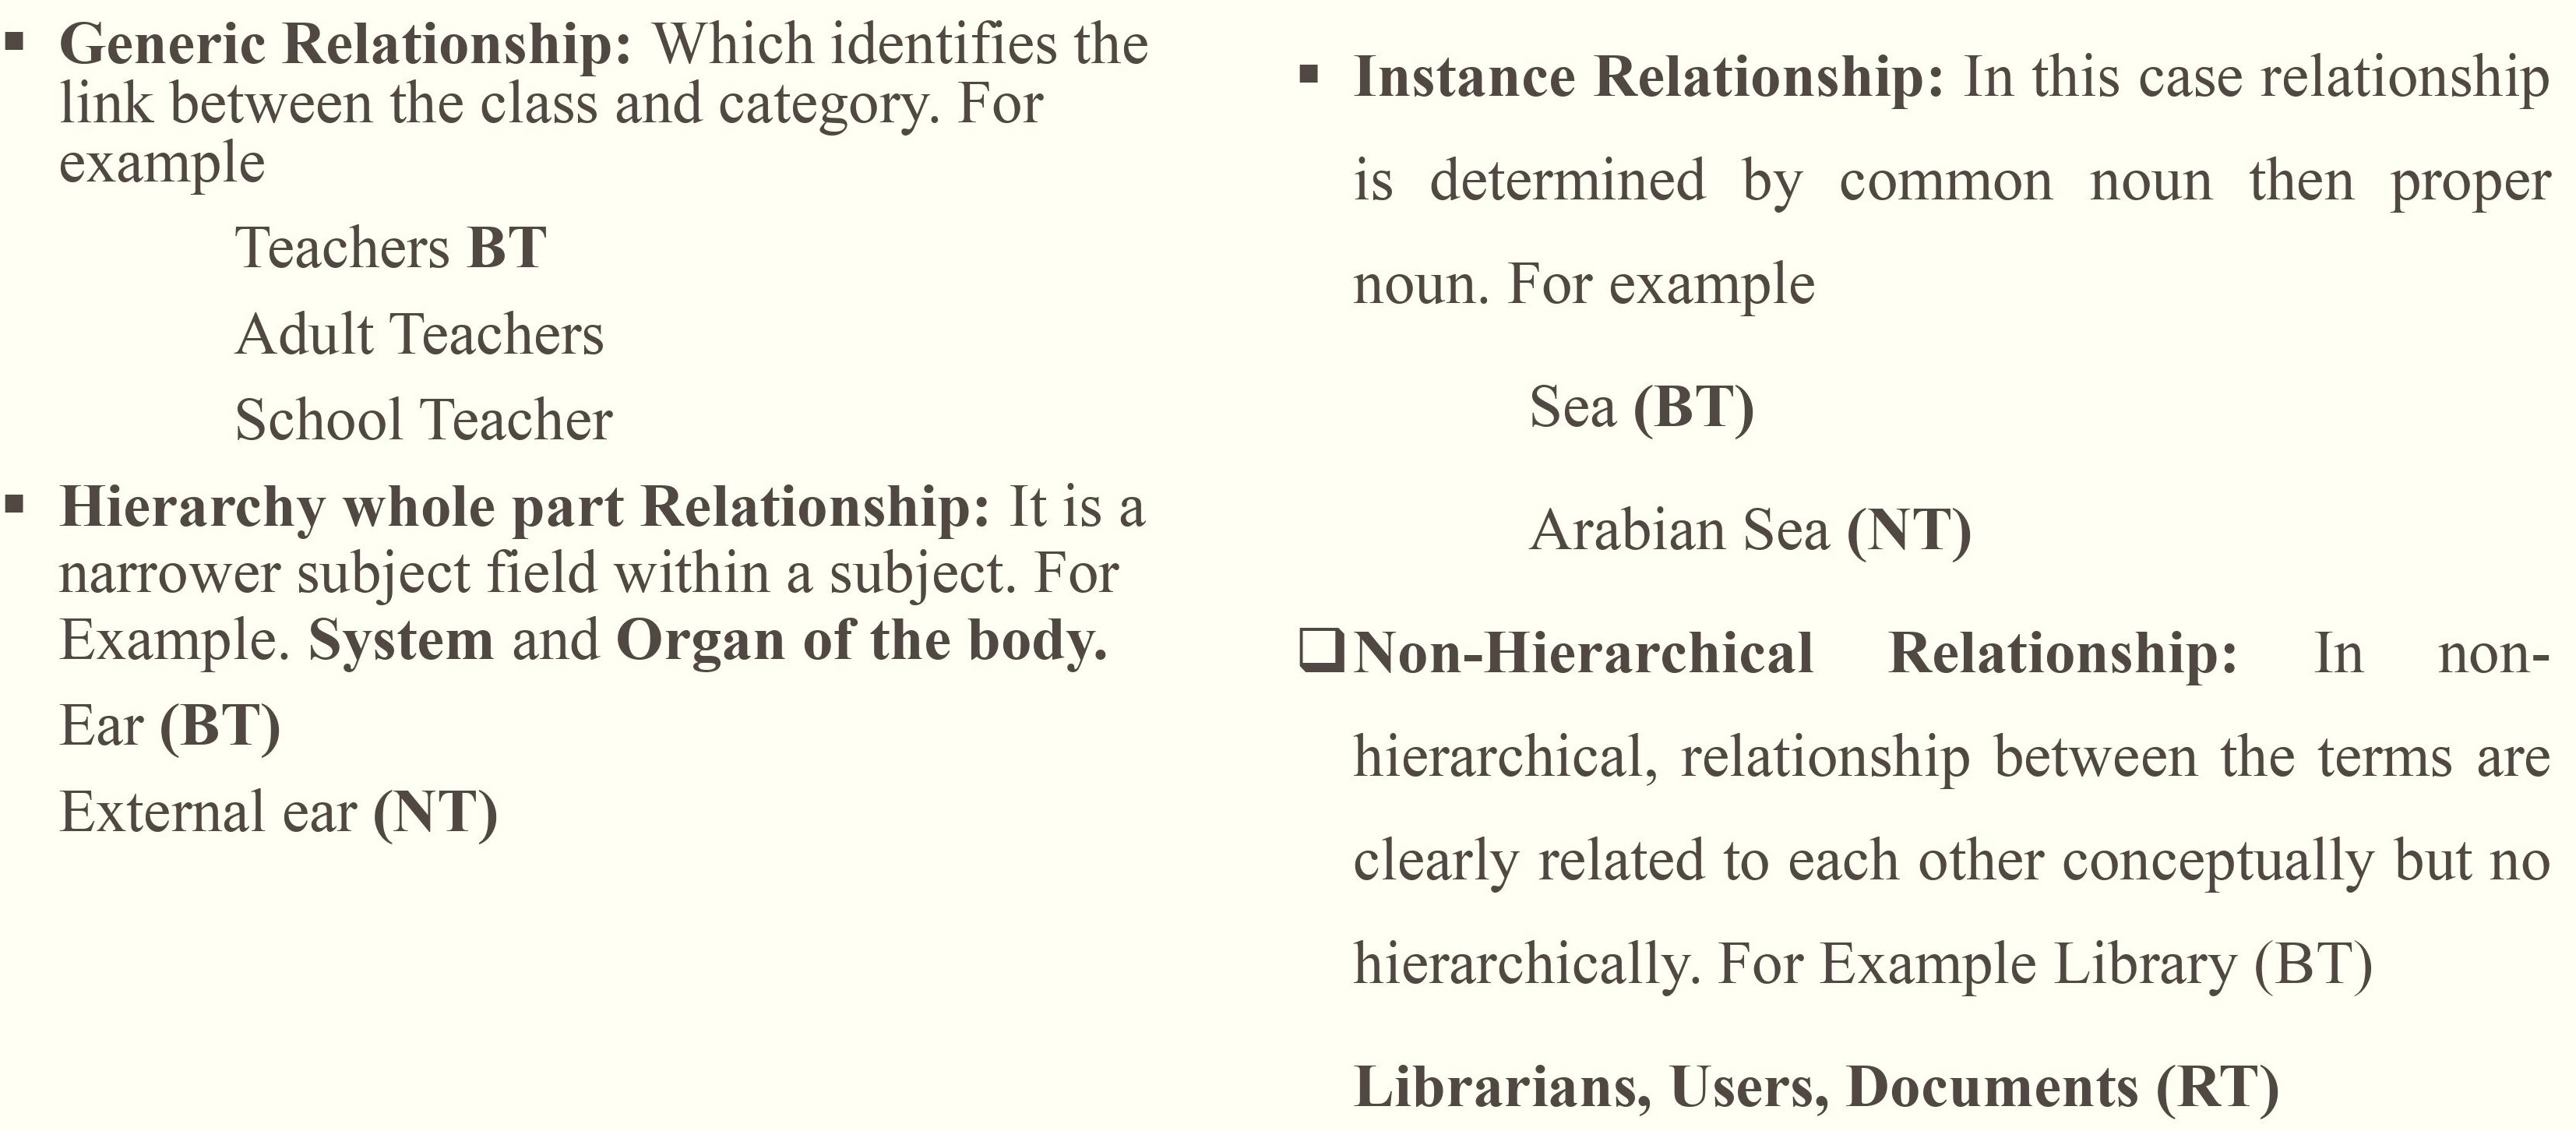 ▪ Generic Relationship: Which identifies the
link between the class and category. For
example
Teachers BT
Adult Teachers
School Teacher
▪ Hierarchy whole part Relationship: It is a
narrower subject field within a subject. For
Example. System and Organ of the body.
Ear (BT)
External ear (NT)
▪ Instance Relationship: In this case relationship
is determined by common noun then proper
noun. For example
Sea (BT)
Arabian Sea (NT)
❑ Non-Hierarchical Relationship: In non-
hierarchical, relationship between the terms are
clearly related to each other conceptually but no
hierarchically. For Example Library (BT)
Librarians, Users, Documents (RT)